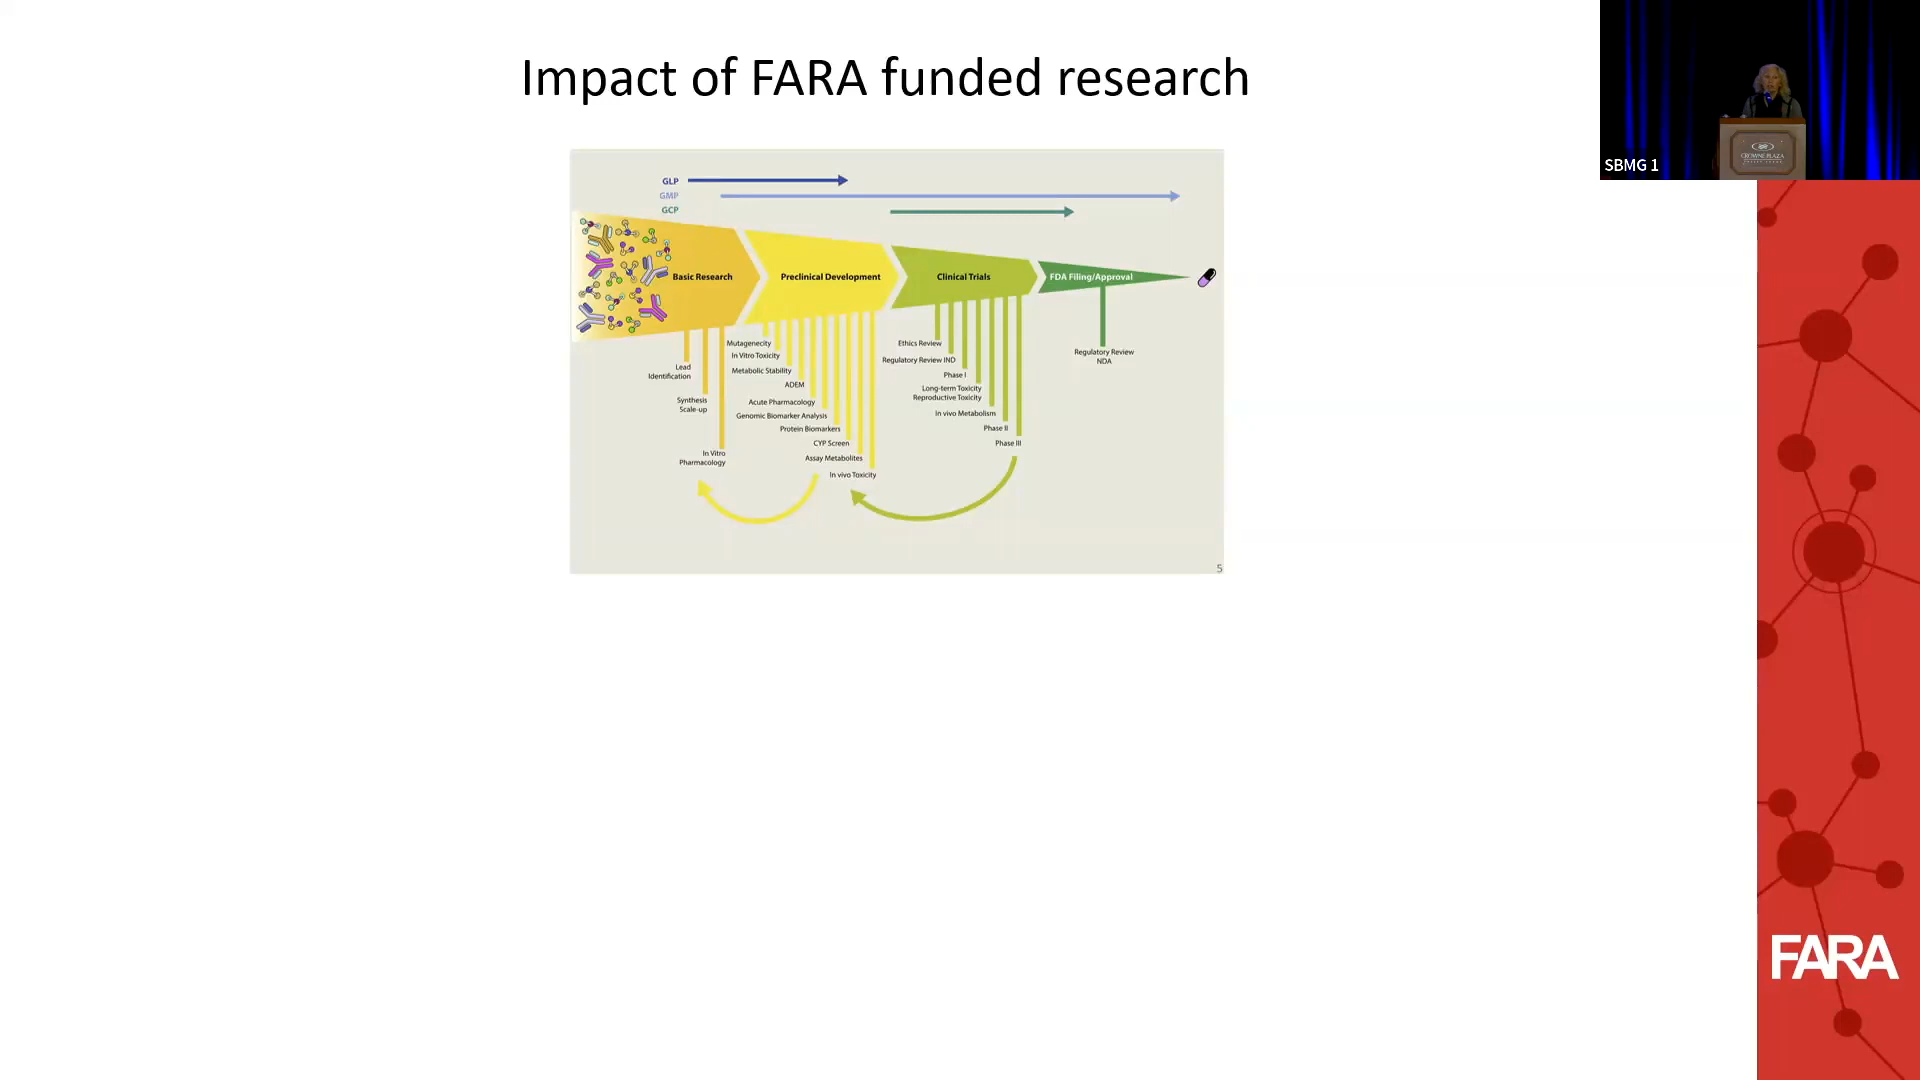 Impact of FARA funded research
SBMG 1
CROWNE PLAZA
GLP
GMP
GCP
Basic Research
Preclinical Development
Clinical Trials
FDA Filing/Approval
Lead
Identification
Synthesis
Scale-up
In Vitro
Pharmacology
Mutagenecity
In Vitro Toxicity
Metabolic Stability
ADEM
Acute Pharmacology
Genomic Biomarker Analysis
Protein Biomarkers
CYP Screen
Assay Metabolites
In vivo Toxicity
Ethics Review
Regulatory Review IND
Phase I
Long-term Toxicity
Reproductive Toxicity
In vivo Metabolism
Phase II
Phase III
Regulatory Review
NDA
5
FARA